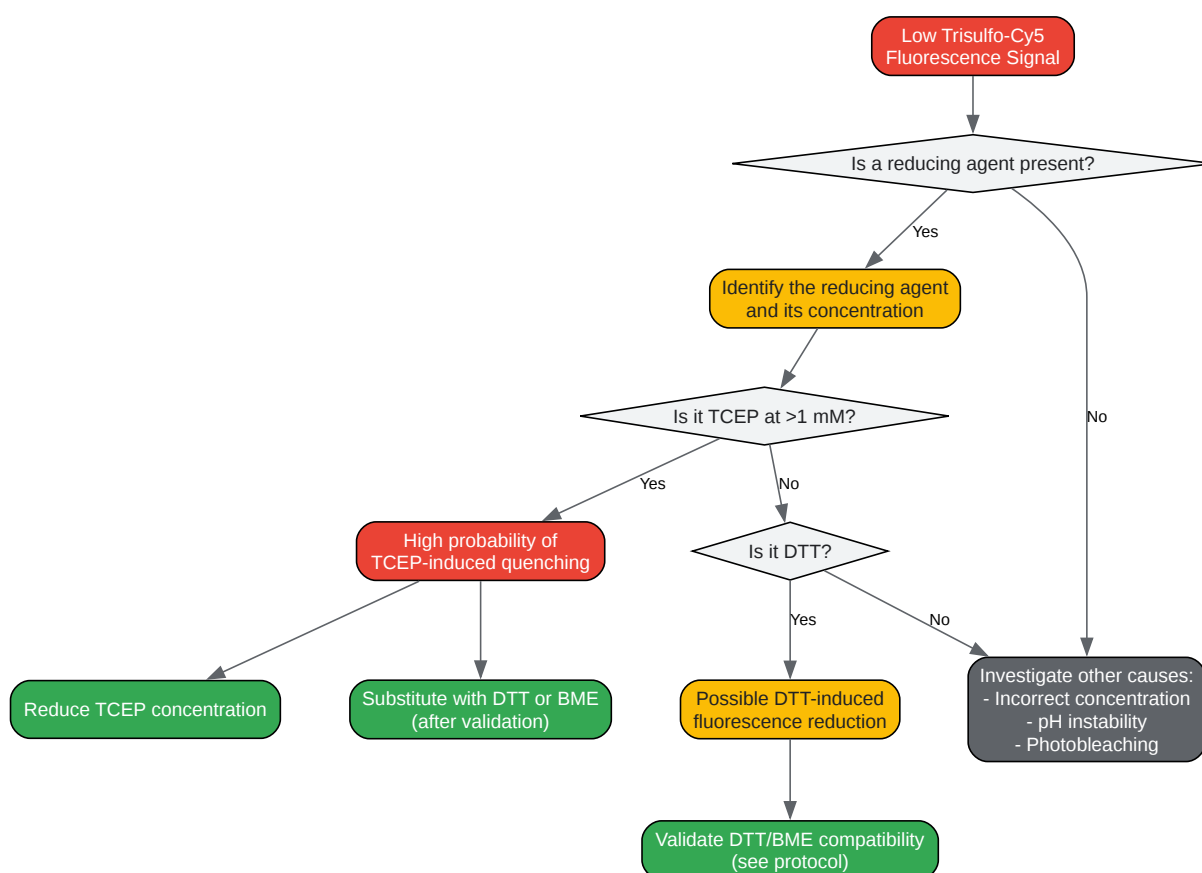 Low Trisulfo-Cy5
Fluorescence Signal
Is a reducing agent present?
Yes
Identify the reducing agent
and its concentration
No
Is it TCEP at >1 mM?
Yes
No
High probability of
TCEP-induced quenching
Is it DTT?
Yes
No
Reduce TCEP concentration
Substitute with DTT or BME
(after validation)
Possible DTT-induced
fluorescence reduction
Investigate other causes:
- Incorrect concentration
- pH instability
- Photobleaching
Validate DTT/BME compatibility
(see protocol)